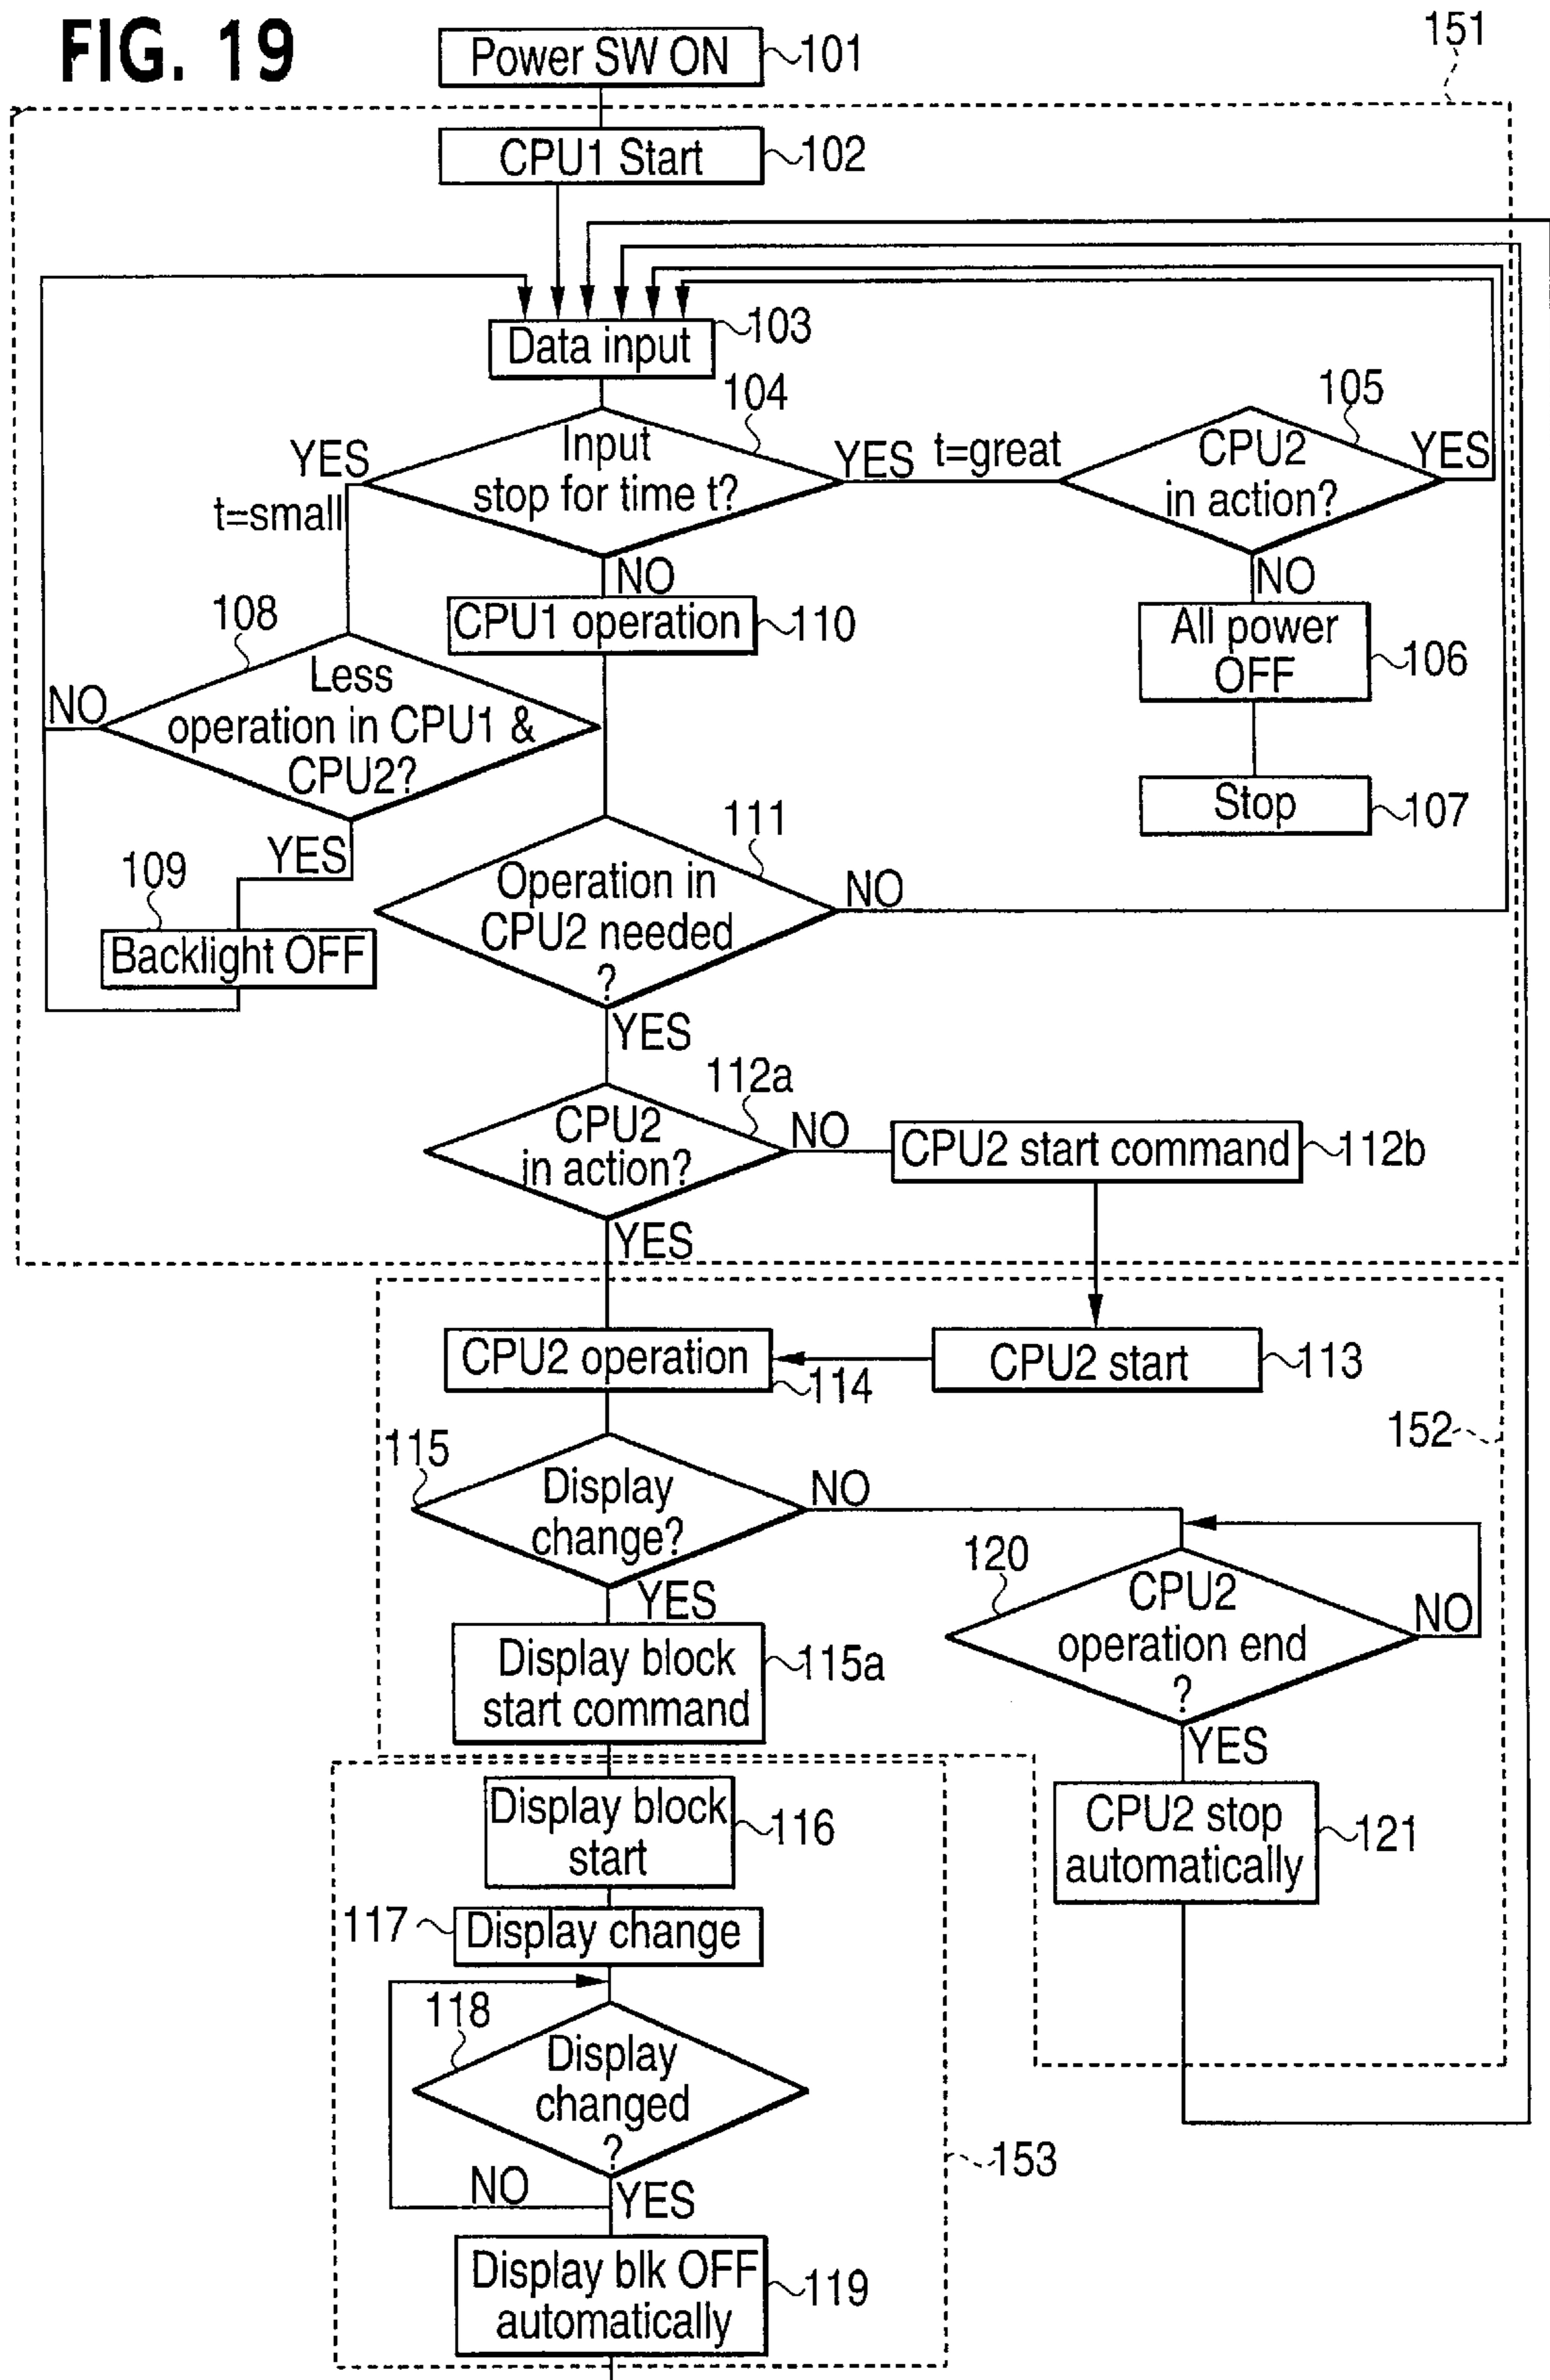 FIG. 19
Power SW ON
101
151
CPU1 Start
102
Data input
103
104
105
Input
stop for time t?
YES
t=small
YES t=great
CPU2
in action?
YES
NO
NO
108
CPU1 operation
110
All power
OFF
106
Less
operation in CPU1 &
CPU2?
NO
Stop
107
YES
109
Backlight OFF
111
Operation in
CPU2 needed
?
NO
YES
112a
CPU2
in action?
NO
CPU2 start command
112b
YES
CPU2 operation
114
CPU2 start
113
152
115
Display
change?
NO
120
CPU2
operation end
?
NO
YES
Display block
start command
115a
YES
Display block
start
116
CPU2 stop
automatically
121
117
Display change
118
Display
changed
?
153
NO
YES
Display blk OFF
automatically
119